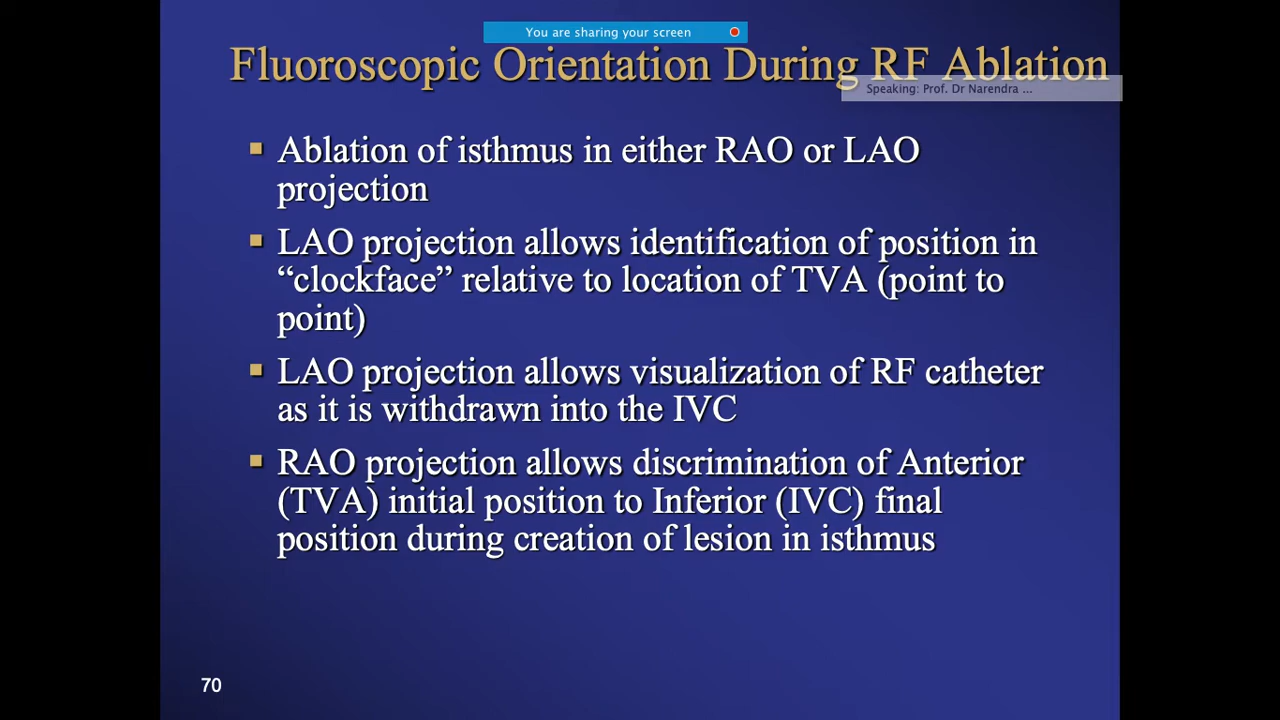 You are sharing your screen
Fluoroscopic Orientation During RF Ablation
Speaking: Prof. Dr Narendra ...
▪ Ablation of isthmus in either RAO or LAO
projection
▪ LAO projection allows identification of position in
“clockface” relative to location of TVA (point to
point)
▪ LAO projection allows visualization of RF catheter
as it is withdrawn into the IVC
▪ RAO projection allows discrimination of Anterior
(TVA) initial position to Inferior (IVC) final
position during creation of lesion in isthmus
70